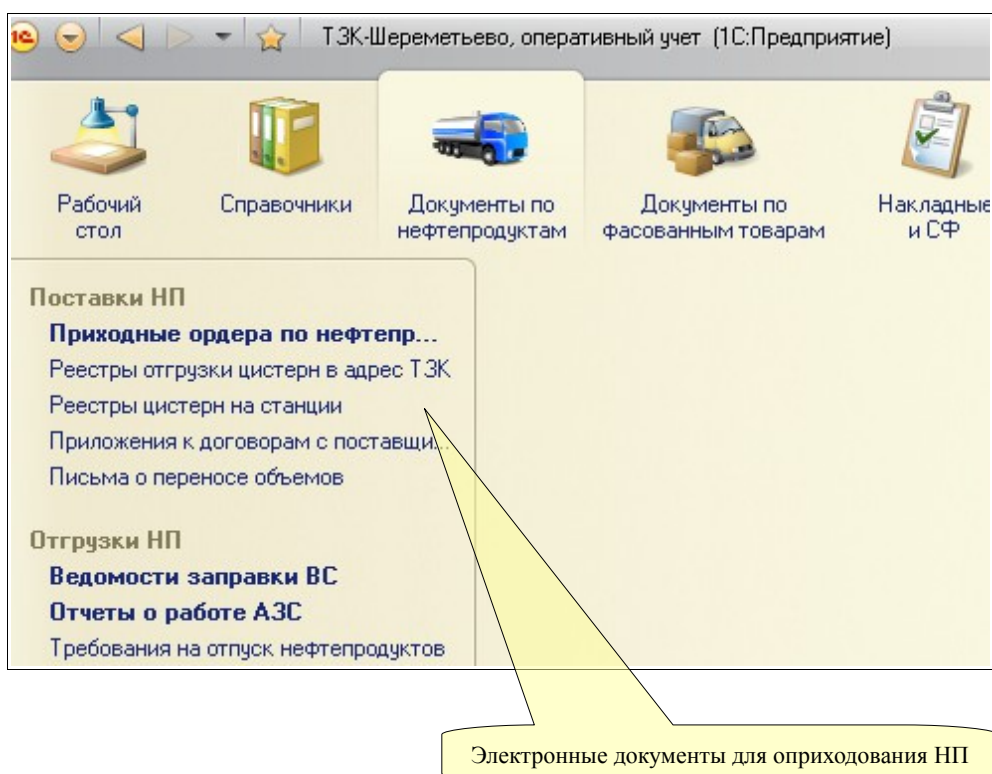 1С ТЗК-Шереметьево, оперативный учет (1С:Предприятие)
Рабочий стол
Справочники
Документы по нефтепродуктам
Документы по фасованным товарам
Накладные и СФ
Поставки НП
Приходные ордера по нефтепр...
Реестры отгрузки цистерн в адрес ТЗК
Реестры цистерн на станции
Приложения к договорам с поставщи...
Письма о переносе объемов
Отгрузки НП
Ведомости заправки ВС
Отчеты о работе АЗС
Требования на отпуск нефтепродуктов
Электронные документы для оприходования НП